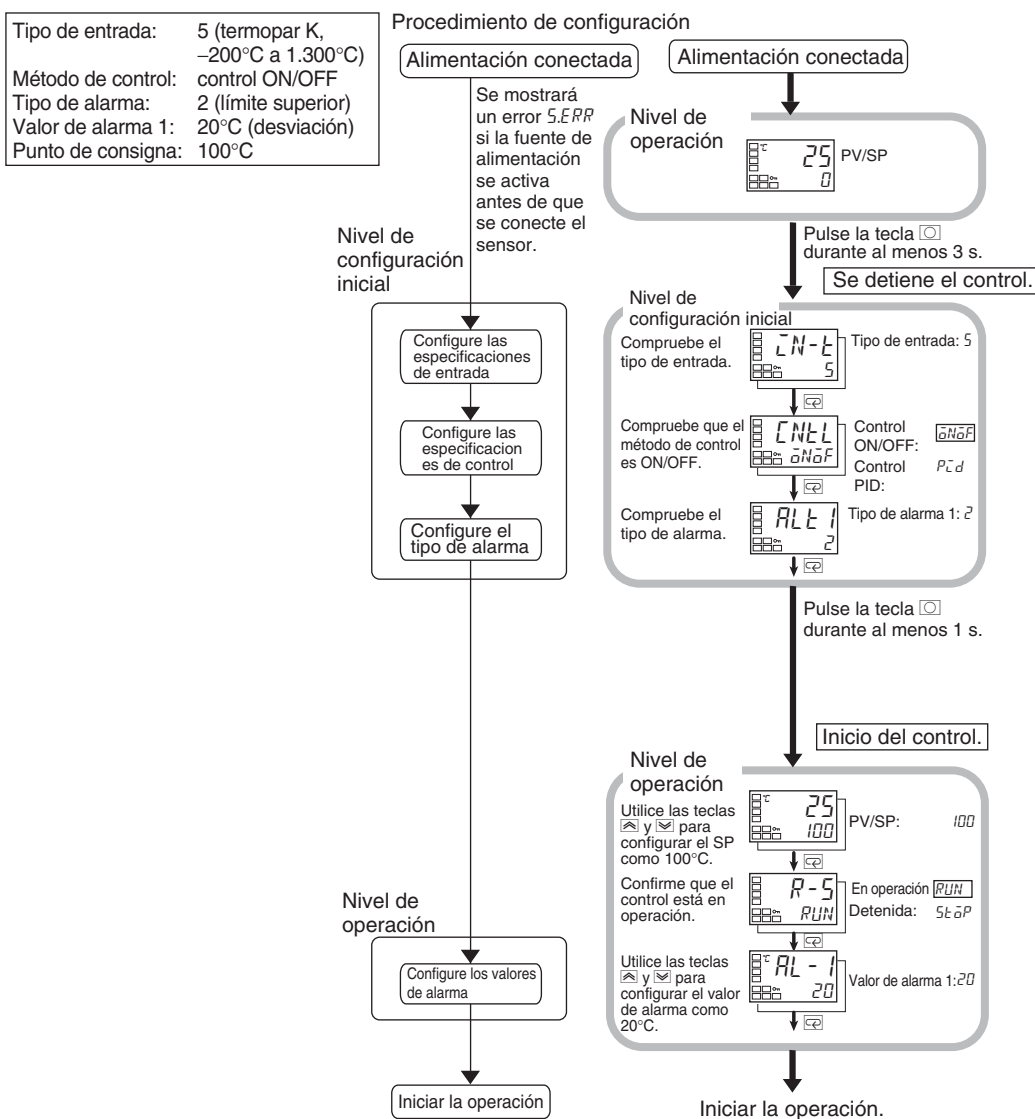 Tipo de entrada: 5 (termopar K,
–200°C a 1.300°C)
Método de control: control ON/OFF
Tipo de alarma: 2 (límite superior)
Valor de alarma 1: 20°C (desviación)
Punto de consigna: 100°C
Procedimiento de configuración
Alimentación conectada
Se mostrará
un error S.ERR
si la fuente de
alimentación
se activa
antes de que
se conecte el
sensor.
Nivel de
configuración
inicial
Configure las
especificaciones
de entrada
Configure las
especificacion
es de control
Configure el
tipo de alarma
Nivel de
operación
Configure los valores
de alarma
Iniciar la operación
Alimentación conectada
Nivel de
operación
°C 25
0
PV/SP
Pulse la tecla
durante al menos 3 s.
Se detiene el control.
Nivel de
configuración inicial
Compruebe el
tipo de entrada.
IN-t
5
Tipo de entrada: 5
Compruebe que el
método de control
es ON/OFF.
CNtL
oNoF
Control
ON/OFF: oNoF
Control
PID: Pid
Compruebe el
tipo de alarma.
ALt1
2
Tipo de alarma 1: 2
Pulse la tecla
durante al menos 1 s.
Inicio del control.
Nivel de
operación
Utilice las teclas
y para
configurar el SP
como 100°C.
°C 25
100
PV/SP: 100
Confirme que el
control está en
operación.
R-S
RUN
En operación RUN
Detenida: StoP
Utilice las teclas
y para
configurar el valor
de alarma como
20°C.
°C AL-1
20
Valor de alarma 1:20
Iniciar la operación.